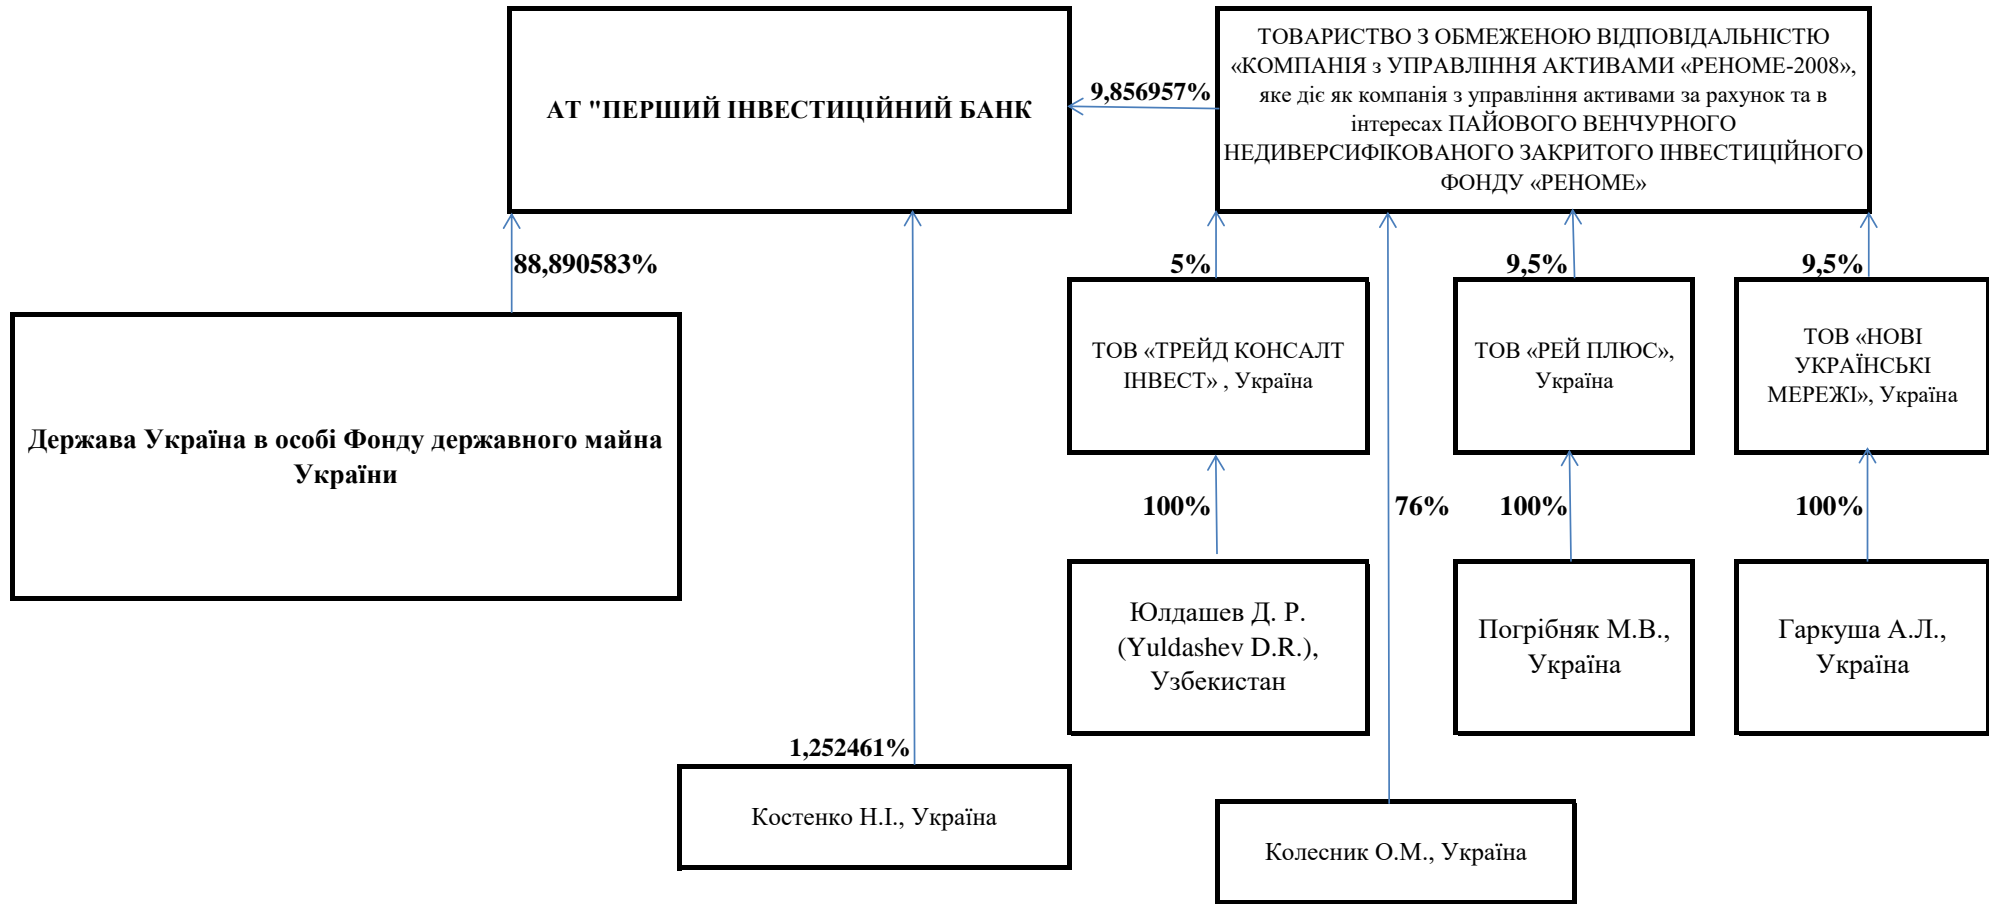 АТ "ПЕРШИЙ ІНВЕСТИЦІЙНИЙ БАНК
9,856957%
ТОВАРИСТВО З ОБМЕЖЕНОЮ ВІДПОВІДАЛЬНІСТЮ
«КОМПАНІЯ з УПРАВЛІННЯ АКТИВАМИ «РЕНОМЕ-2008»,
яке діє як компанія з управління активами за рахунок та в
інтересах ПАЙОВОГО ВЕНЧУРНОГО
НЕДИВЕРСИФІКОВАНОГО ЗАКРИТОГО ІНВЕСТИЦІЙНОГО
ФОНДУ «РЕНОМЕ»
88,890583%
5%
9,5%
9,5%
Держава Україна в особі Фонду державного майна
України
ТОВ «ТРЕЙД КОНСАЛТ
ІНВЕСТ» , Україна
ТОВ «РЕЙ ПЛЮС»,
Україна
ТОВ «НОВІ
УКРАЇНСЬКІ
МЕРЕЖІ», Україна
100%
76%
100%
100%
Юлдашев Д. Р.
(Yuldashev D.R.),
Узбекистан
Погрібняк М.В.,
Україна
Гаркуша А.Л.,
Україна
1,252461%
Костенко Н.І., Україна
Колесник О.М., Україна